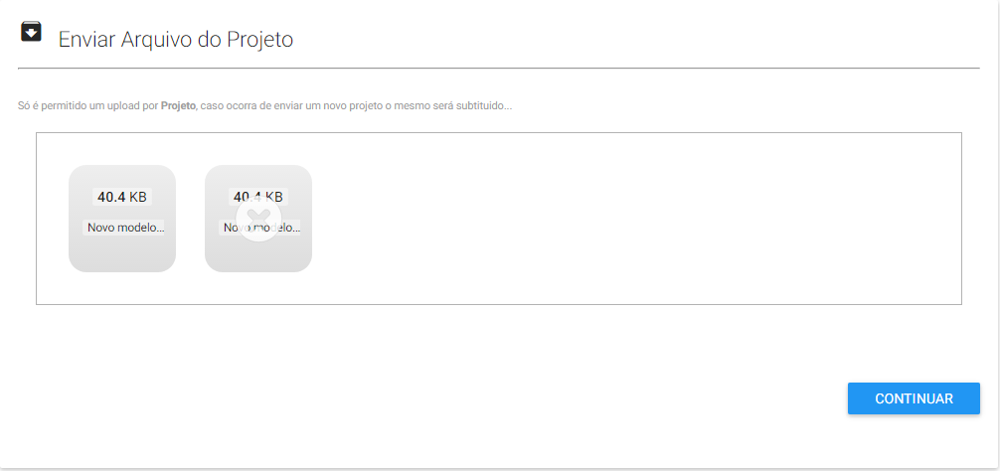 Enviar Arquivo do Projeto
Só é permitido um upload por Projeto, caso ocorra de enviar um novo projeto o mesmo será subtituido...
40.4 KB
Novo modelo...
40.4 KB
Novo modelo...
CONTINUAR